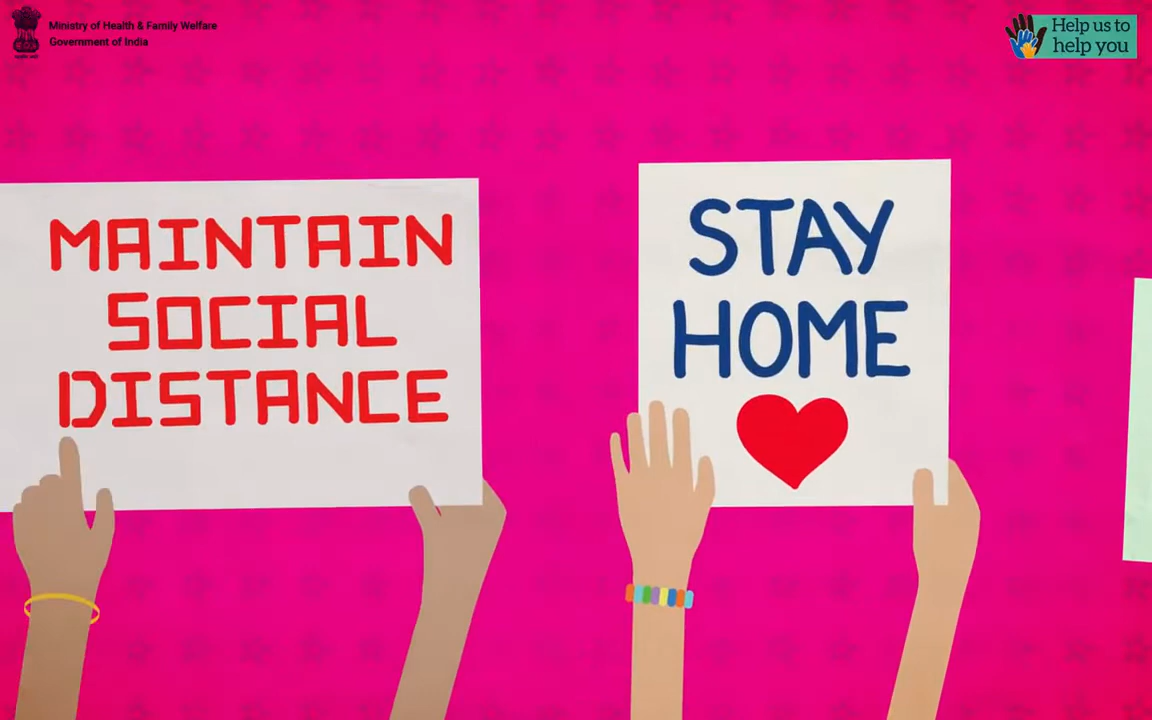 Ministry of Health & Family Welfare
Government of India
Help us to
help you
MAINTAIN
SOCIAL
DISTANCE
STAY
HOME